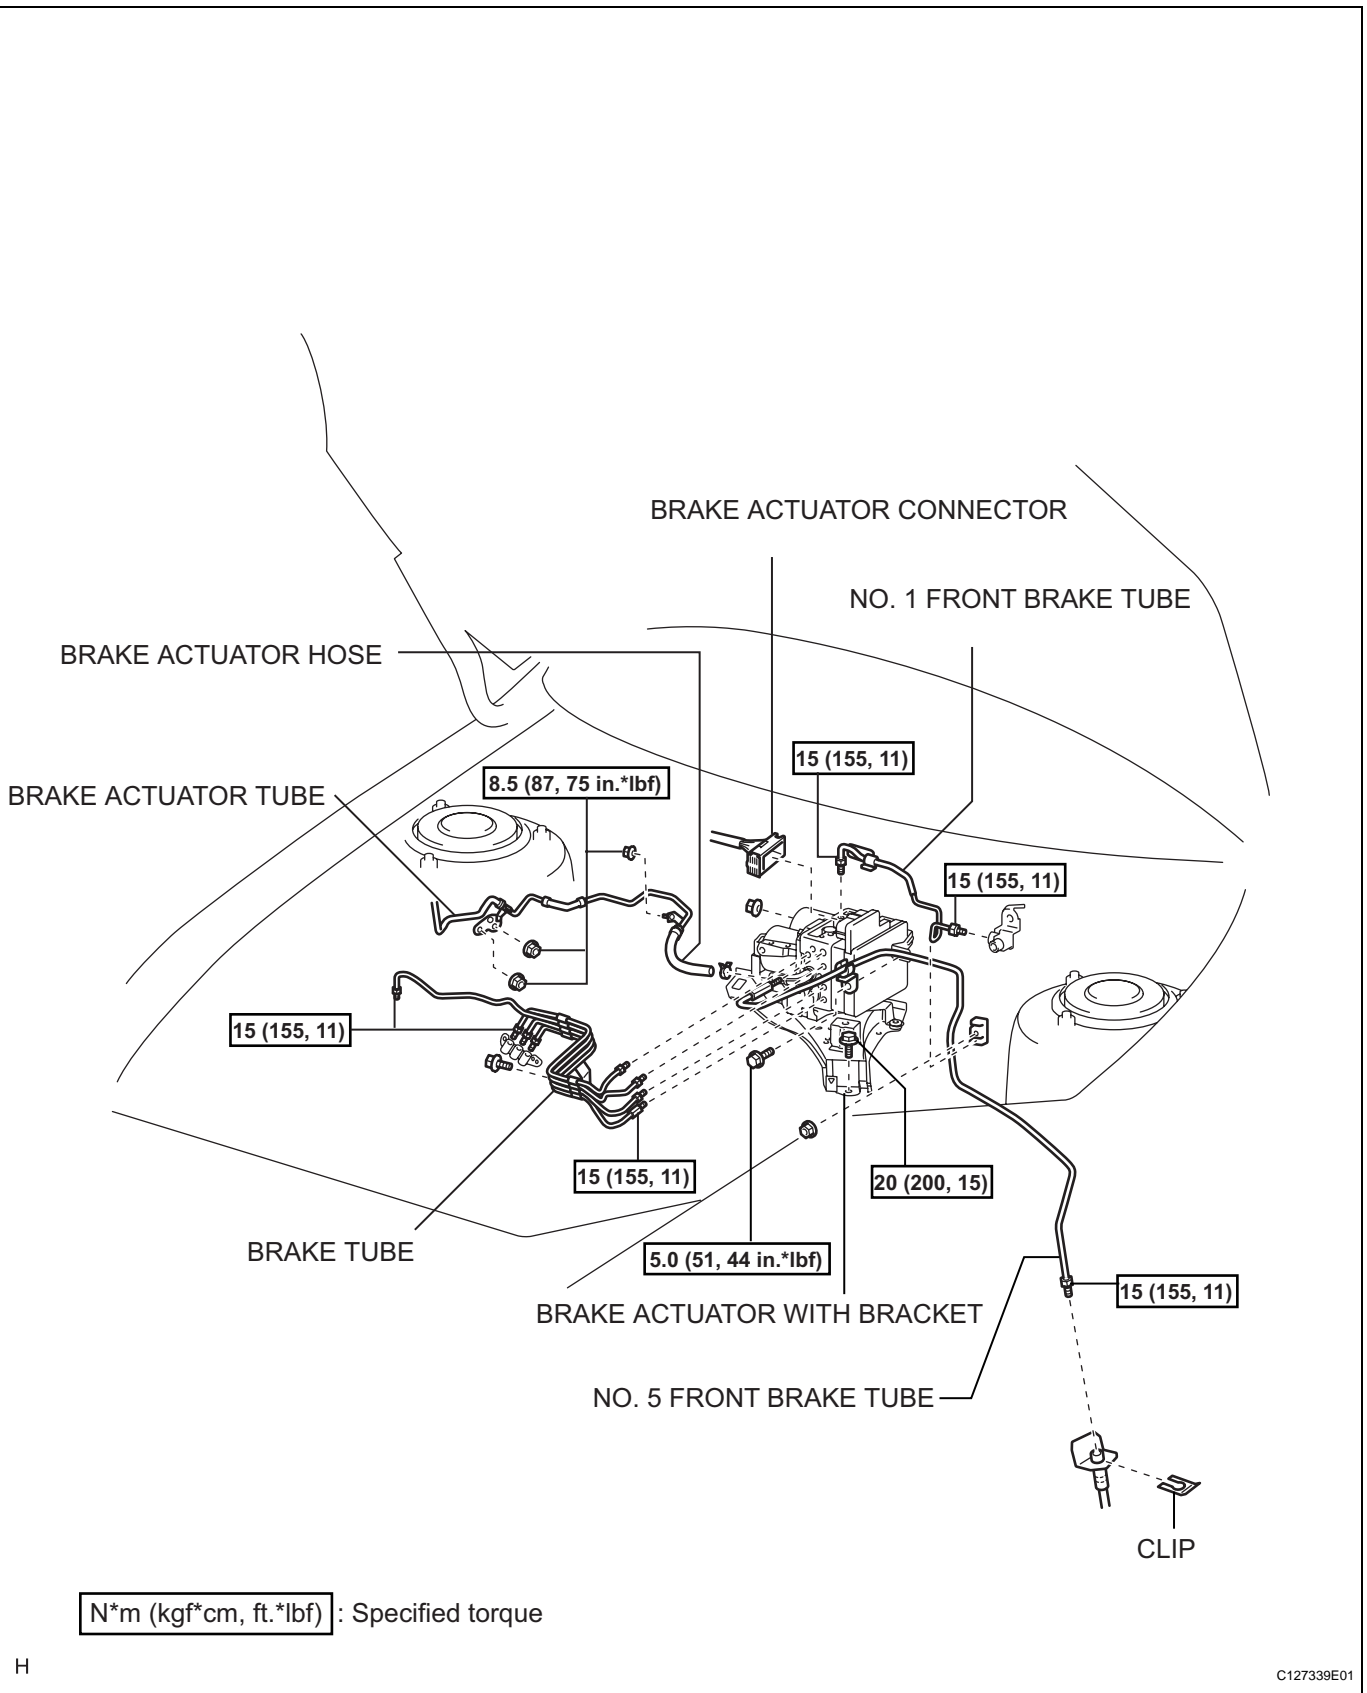 BRAKE ACTUATOR CONNECTOR
NO. 1 FRONT BRAKE TUBE
BRAKE ACTUATOR HOSE
15 (155, 11)
8.5 (87, 75 in.*lbf)
BRAKE ACTUATOR TUBE
15 (155, 11)
15 (155, 11)
15 (155, 11)
20 (200, 15)
BRAKE TUBE
5.0 (51, 44 in.*lbf)
15 (155, 11)
BRAKE ACTUATOR WITH BRACKET
NO. 5 FRONT BRAKE TUBE
CLIP
N*m (kgf*cm, ft.*lbf) : Specified torque
H
C127339E01